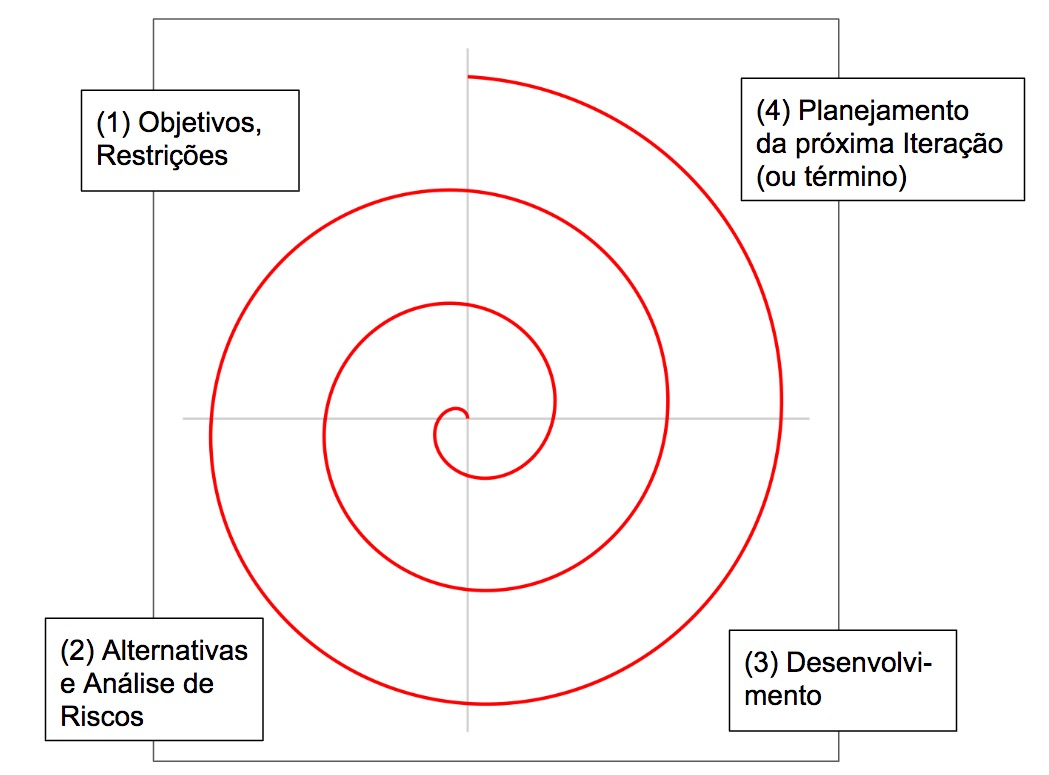 (1) Objetivos,
Restrições
(4) Planejamento
da próxima Iteração
(ou término)
(2) Alternativas
e Análise de
Riscos
(3) Desenvolvi-
mento